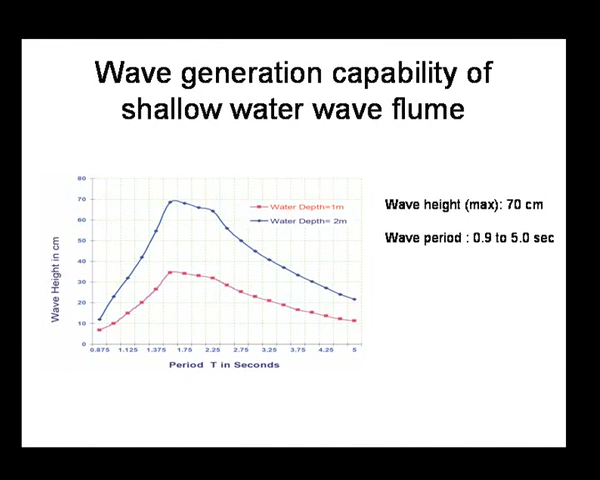 Wave generation capability of
shallow water wave flume
80
70
60
50
40
30
20
10
0
Wave Height in cm
Water Depth=1m
Water Depth= 2m
0.875 1.125 1.375 1.75 2.25 2.75 3.25 3.75 4.25 5
Period T in Seconds
Wave height (max): 70 cm
Wave period : 0.9 to 5.0 sec